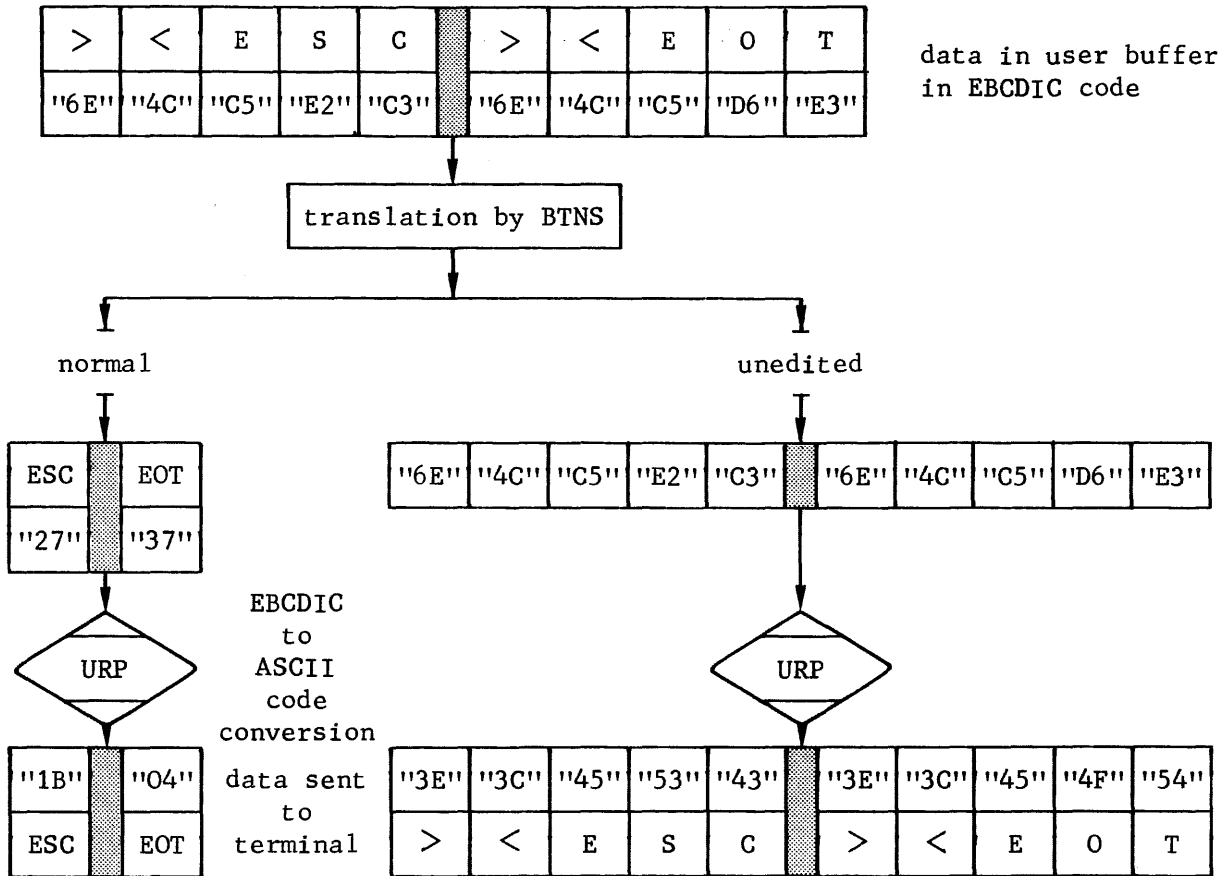 > < E S C > < E O T
"6E" "4C" "C5" "E2" "C3" "6E" "4C" "C5" "D6" "E3"
data in user buffer
in EBCDIC code
translation by BTNS
normal
unedited
ESC EOT
"27" "37"
"6E" "4C" "C5" "E2" "C3" "6E" "4C" "C5" "D6" "E3"
URP
EBCDIC
to
ASCII
code
conversion
URP
"1B" "04"
ESC EOT
data sent
to
terminal
"3E" "3C" "45" "53" "43" "3E" "3C" "45" "4F" "54"
> < E S C > < E O T